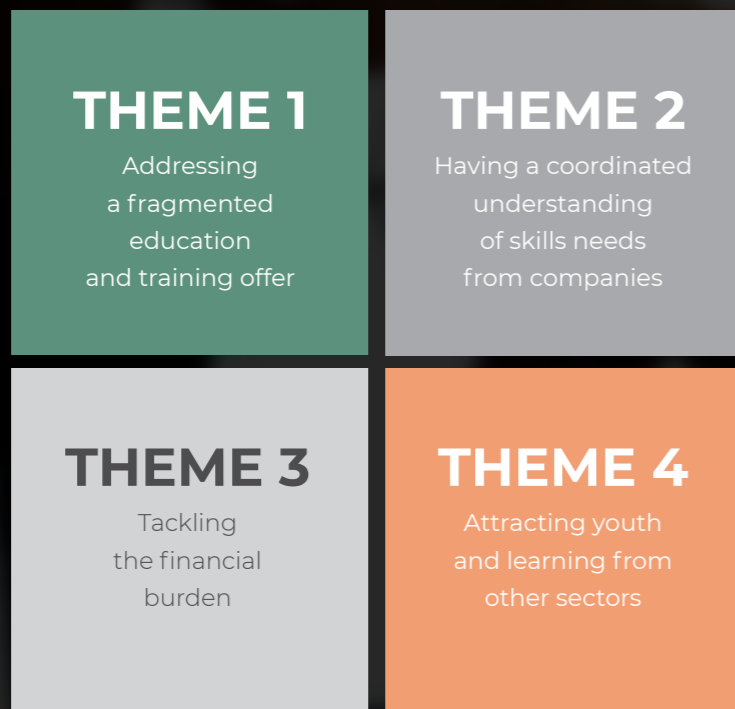 THEME 1
Addressing
a fragmented
education
and training offer
THEME 2
Having a coordinated
understanding
of skills needs
from companies
THEME 3
Tackling
the financial
burden
THEME 4
Attracting youth
and learning from
other sectors